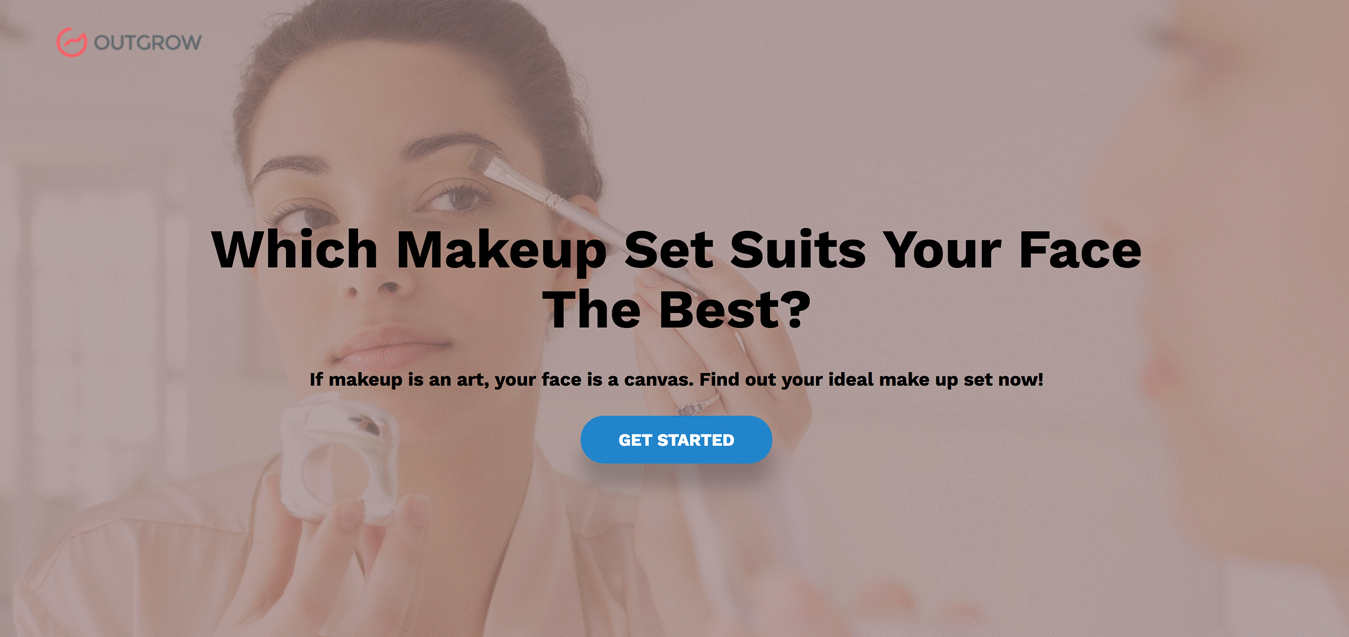 OUTGROW
Which Makeup Set Suits Your Face
The Best?
If makeup is an art, your face is a canvas. Find out your ideal make up set now!
GET STARTED